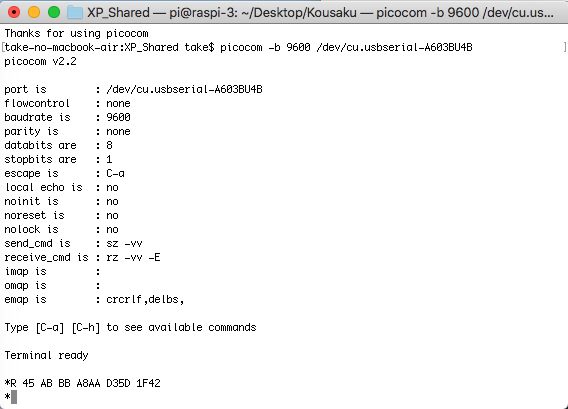 XP_Shared — pi@raspi-3: ~/Desktop/Kousaku — picocom -b 9600 /dev/cu.us...
Thanks for using picocom
[take-no-macbook-air:XP_Shared take$ picocom -b 9600 /dev/cu.usbserial-A603BU4B ]
picocom v2.2
port is : /dev/cu.usbserial-A603BU4B
flowcontrol : none
baudrate is : 9600
parity is : none
databits are : 8
stopbits are : 1
escape is : C-a
local echo is : no
noinit is : no
noreset is : no
nolock is : no
send_cmd is : sz -vv
receive_cmd is : rz -vv -E
imap is :
omap is :
emap is : crcrlf,delbs,
Type [C-a] [C-h] to see available commands
Terminal ready
*R 45 AB BB A8AA D35D 1F42
*